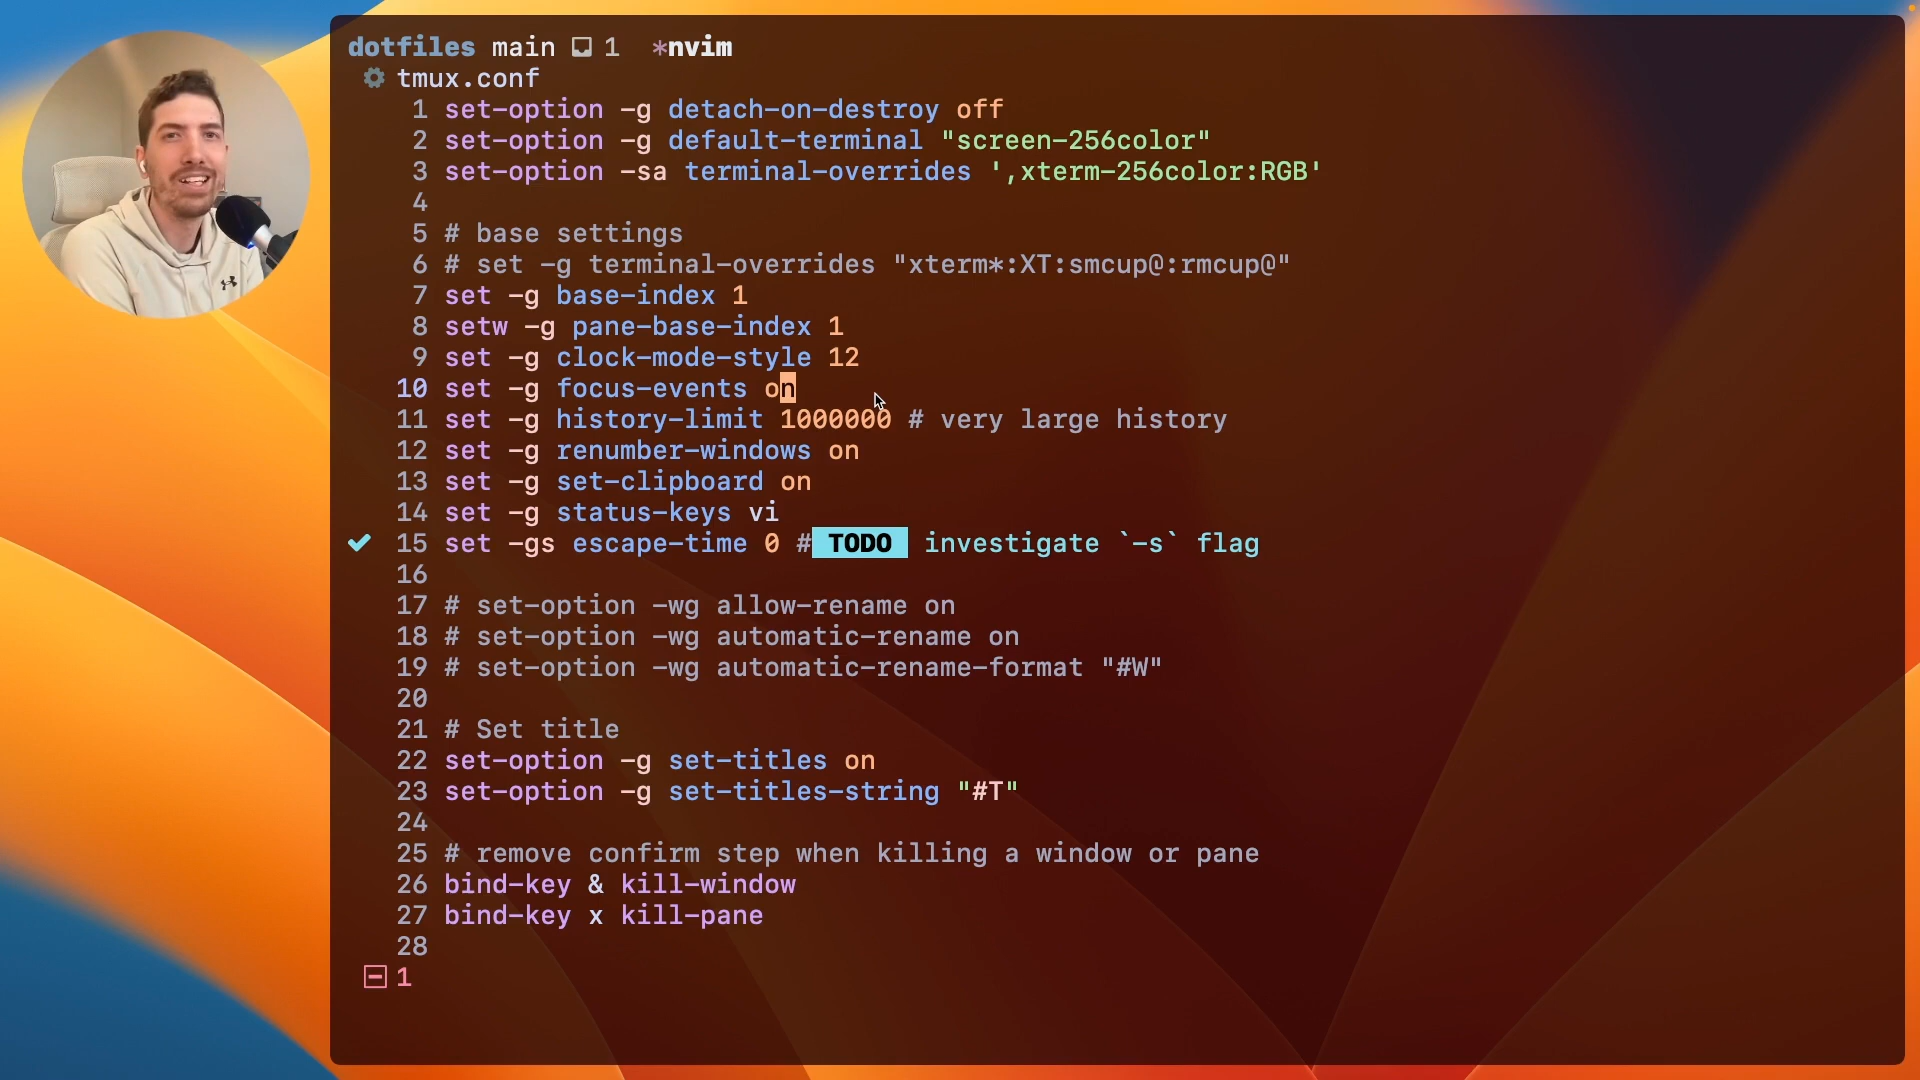 dotfiles main 1 *nvim
tmux.conf
1 set-option -g detach-on-destroy off
2 set-option -g default-terminal "screen-256color"
3 set-option -sa terminal-overrides ',xterm-256color:RGB'
4
5 # base settings
6 # set -g terminal-overrides "xterm*:XT:smcup@:rmcup@"
7 set -g base-index 1
8 setw -g pane-base-index 1
9 set -g clock-mode-style 12
10 set -g focus-events on
11 set -g history-limit 1000000 # very large history
12 set -g renumber-windows on
13 set -g set-clipboard on
14 set -g status-keys vi
15 set -gs escape-time 0 # TODO investigate `-s` flag
16
17 # set-option -wg allow-rename on
18 # set-option -wg automatic-rename on
19 # set-option -wg automatic-rename-format "#W"
20
21 # Set title
22 set-option -g set-titles on
23 set-option -g set-titles-string "#T"
24
25 # remove confirm step when killing a window or pane
26 bind-key & kill-window
27 bind-key x kill-pane
28
1